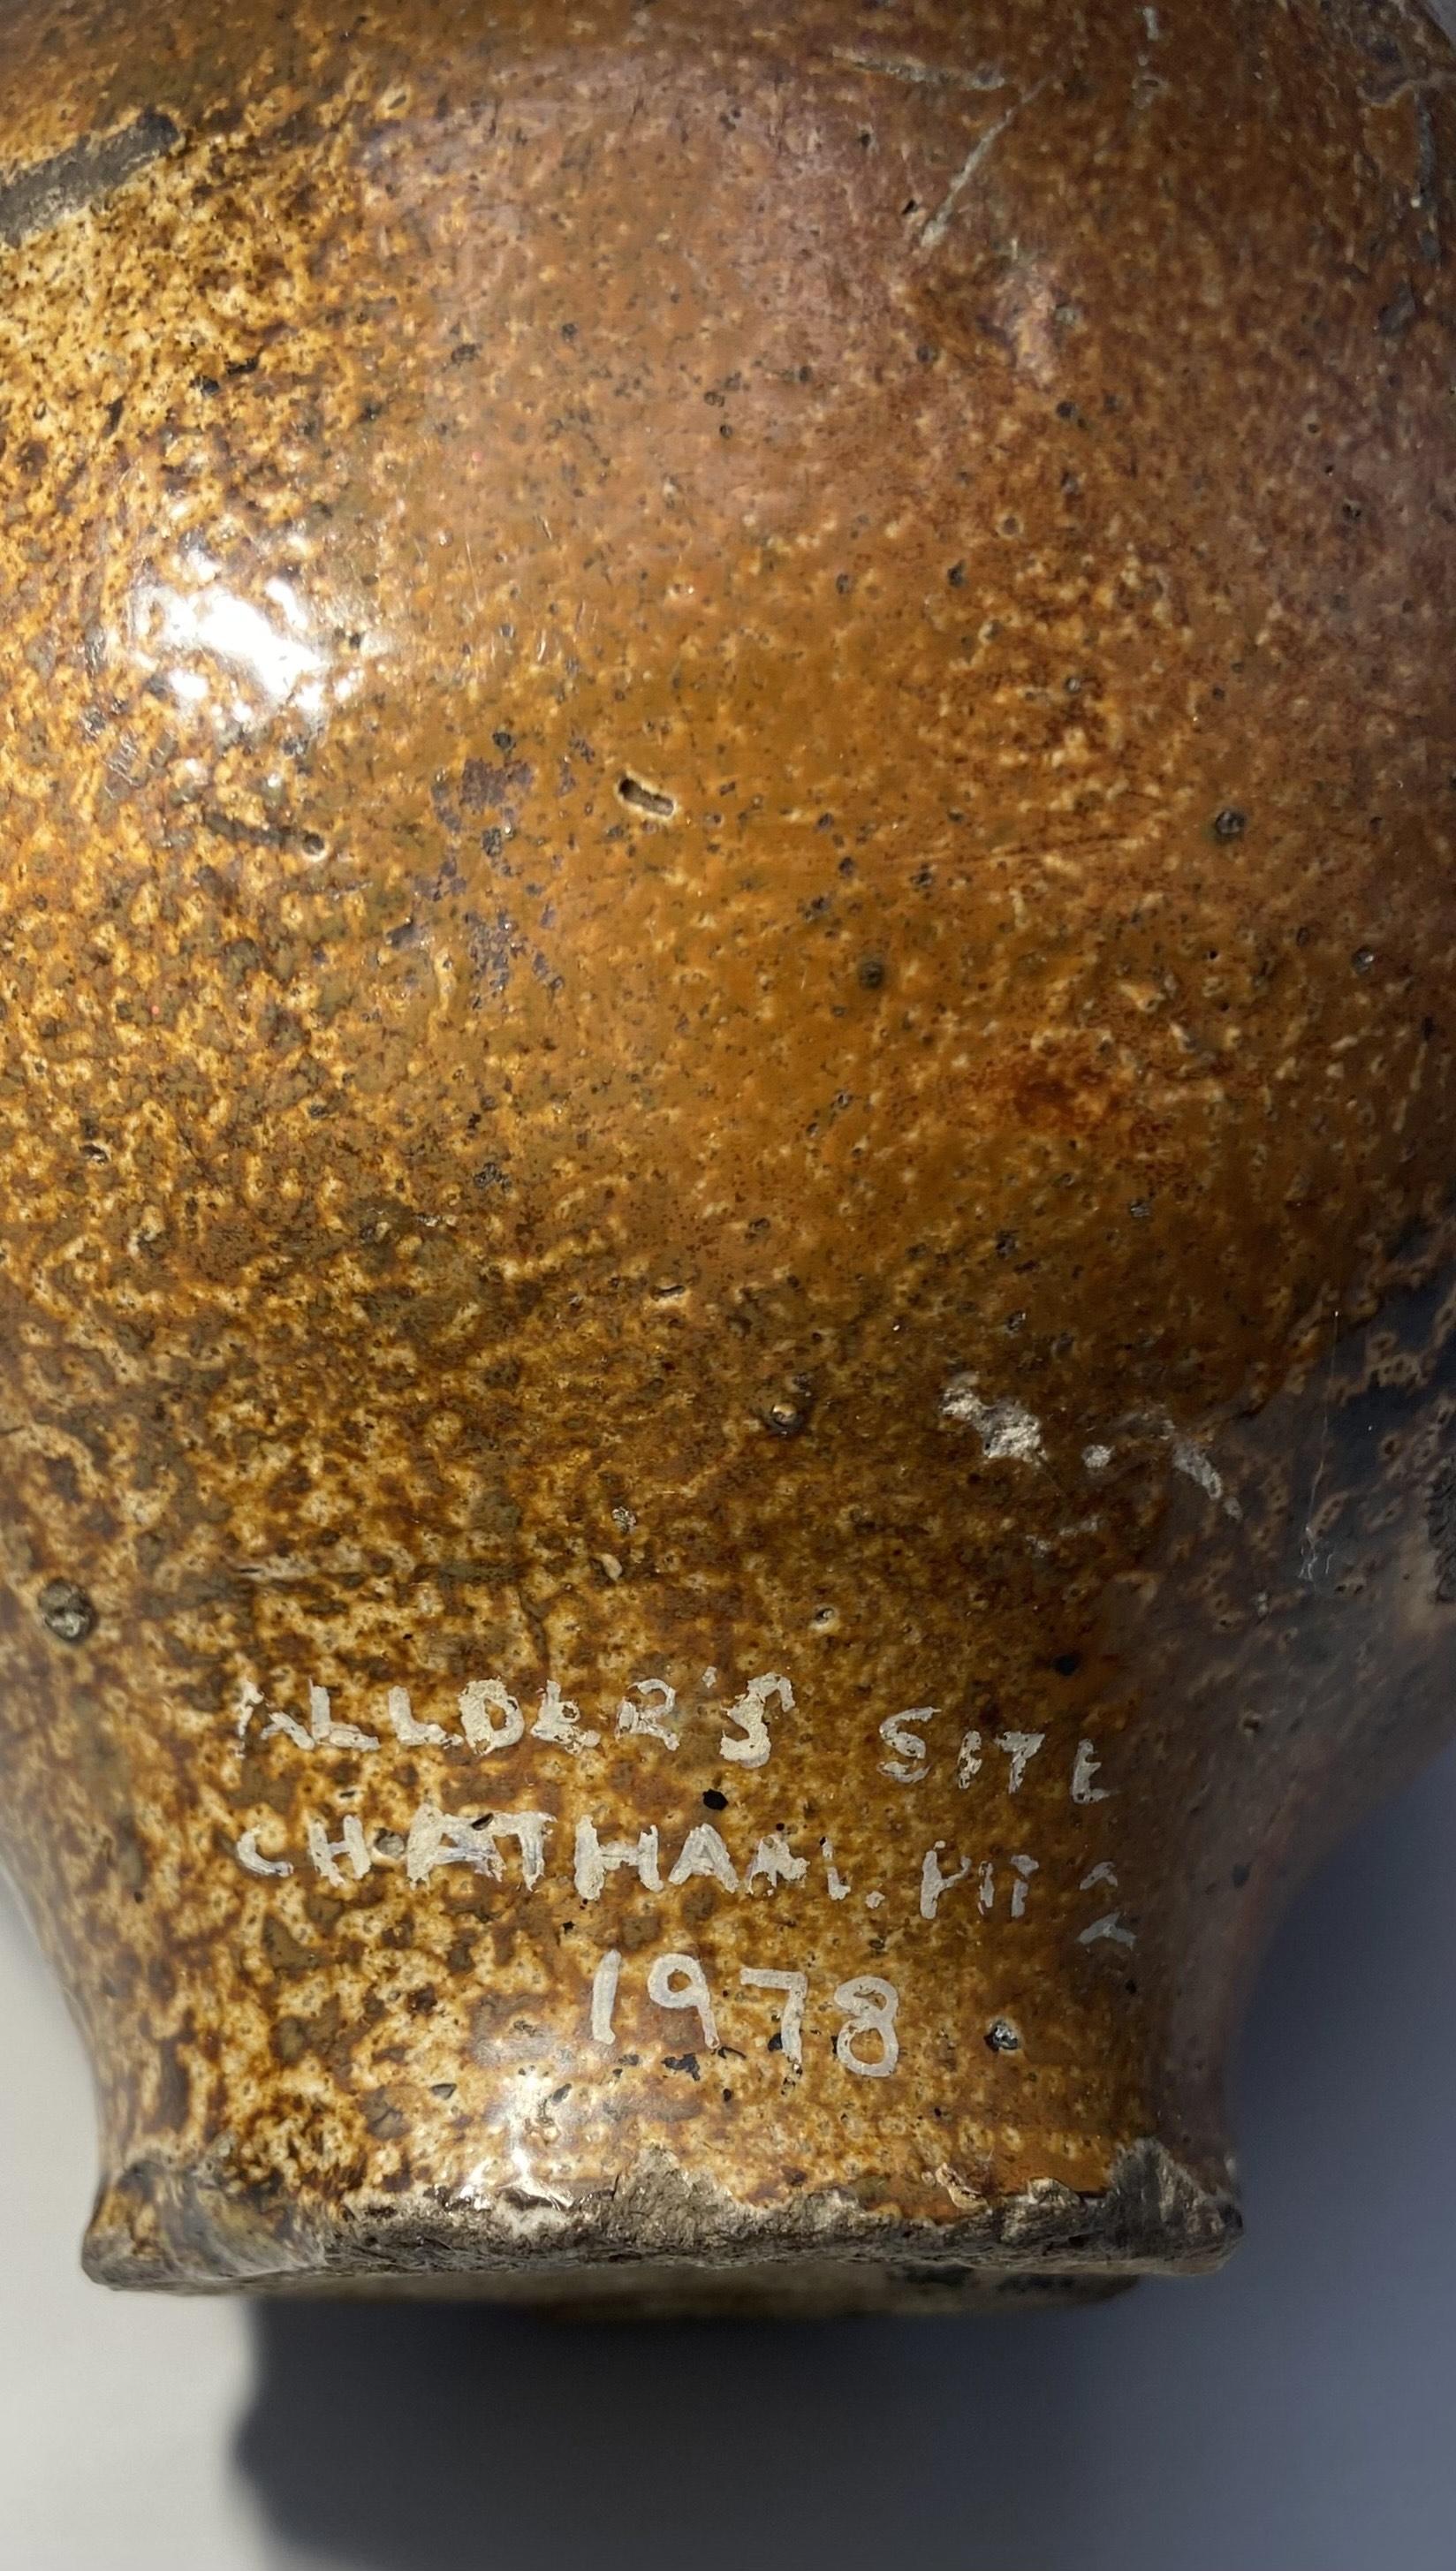 ALLDER'S SITE
CHATHAM. PIT
1978